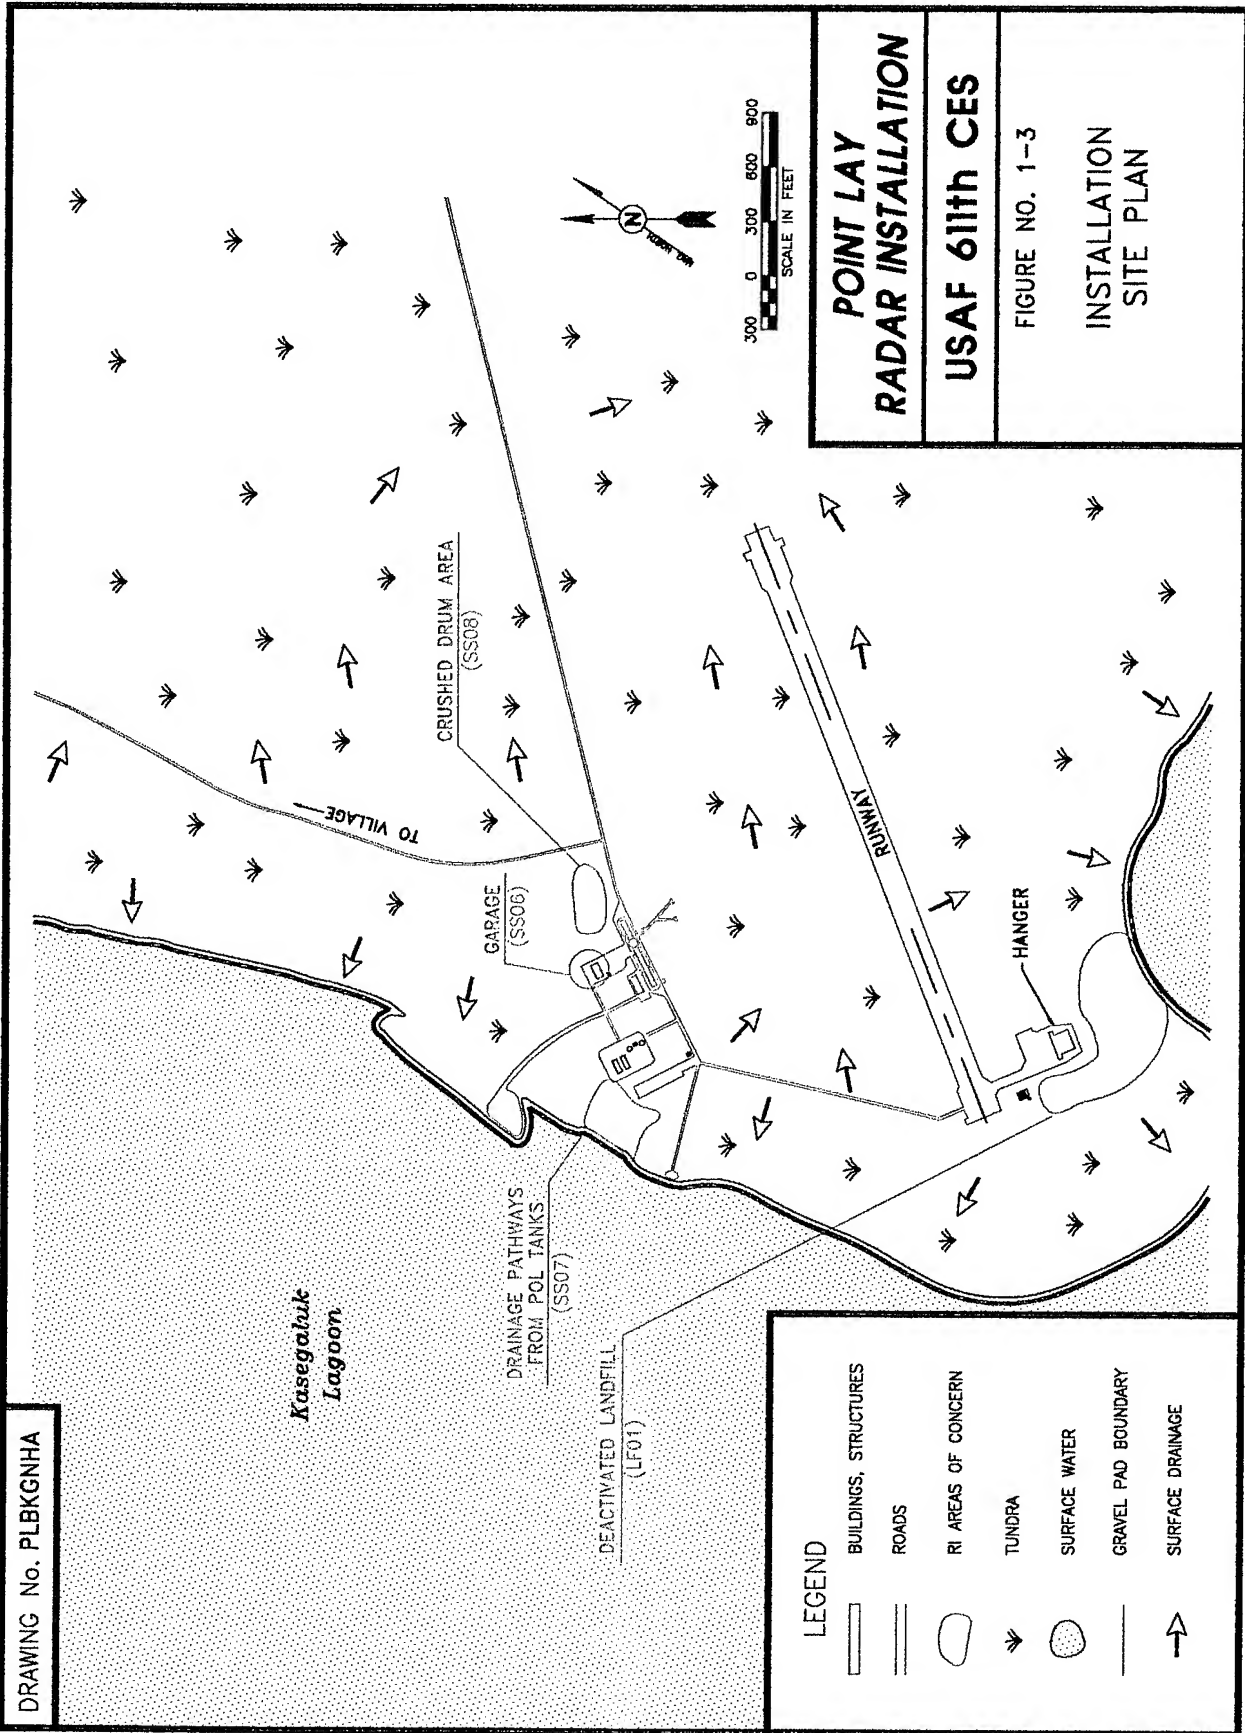 DRAWING No. PLBKGNHA
Kasegaluk
Lagoon
TO VILLAGE
CRUSHED DRUM AREA
(SS08)
GARAGE
(SS06)
DRAINAGE PATHWAYS
FROM POL TANKS
(SS07)
DEACTIVATED LANDFILL
(LF01)
RUNWAY
HANGER
N
300 0 300 600 900
SCALE IN FEET
LEGEND
BUILDINGS, STRUCTURES
ROADS
RI AREAS OF CONCERN
TUNDRA
SURFACE WATER
GRAVEL PAD BOUNDARY
SURFACE DRAINAGE
POINT LAY
RADAR INSTALLATION
USAF 611th CES
FIGURE NO. 1-3
INSTALLATION
SITE PLAN